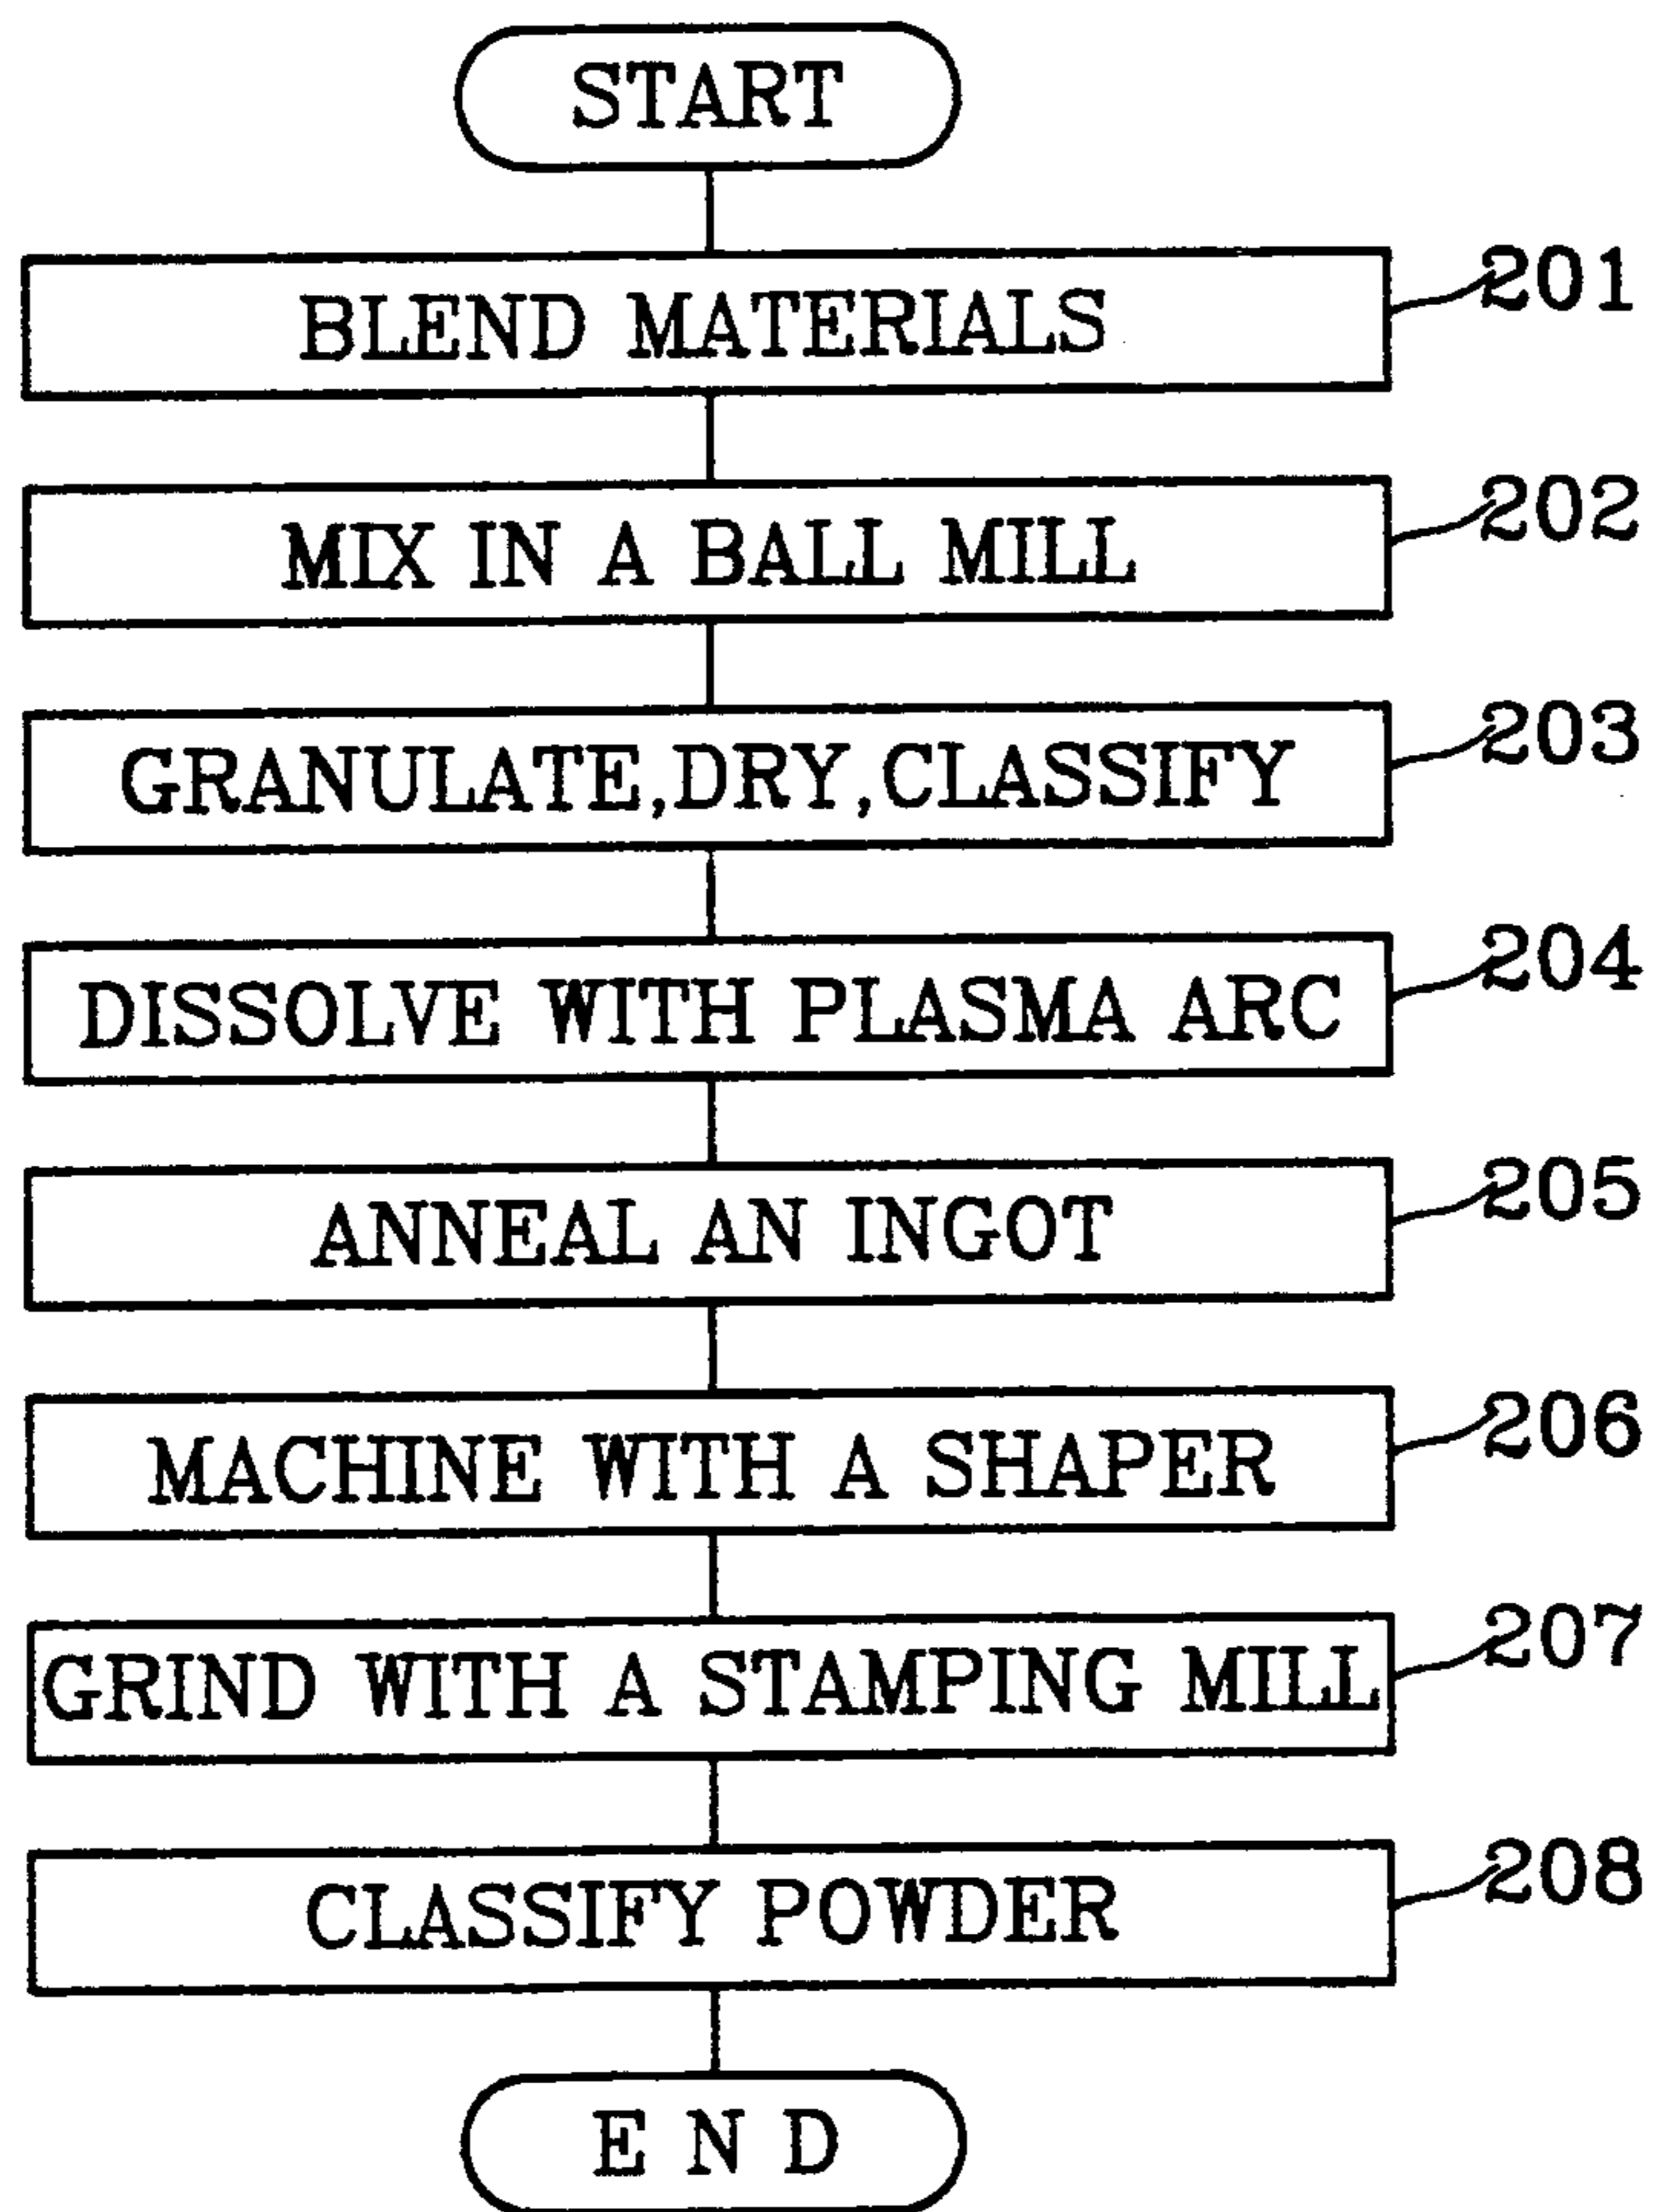 START
BLEND MATERIALS 201
MIX IN A BALL MILL 202
GRANULATE,DRY,CLASSIFY 203
DISSOLVE WITH PLASMA ARC 204
ANNEAL AN INGOT 205
MACHINE WITH A SHAPER 206
GRIND WITH A STAMPING MILL 207
CLASSIFY POWDER 208
END